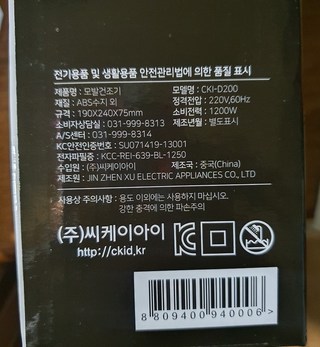 전기용품 및 생활용품 안전관리법에 의한 품질 표시
제품명 : 모발건조기 모델명 : CKI-D200
재질 : ABS수지 외 정격전압 : 220V,60Hz
규격 : 190X240X75mm 소비전력 : 1200W
소비자상담실 : 031-999-8313 제조년월 : 별도표시
A/S센터 : 031-999-8314
KC안전인증번호 : SU071419-13001
전자파필증 : KCC-REI-639-BL-1250
수입원 : (주)씨케이아이 제조국 : 중국(China)
제조원 : JIN ZHEN XU ELECTRIC APPLIANCES CO., LTD
사용상 주의사항 : 용도 이외에는 사용하지 마십시오.
강한 충격에 의한 파손주의
(주)씨케이아이
http://ckid.kr
8 809400 940006 >